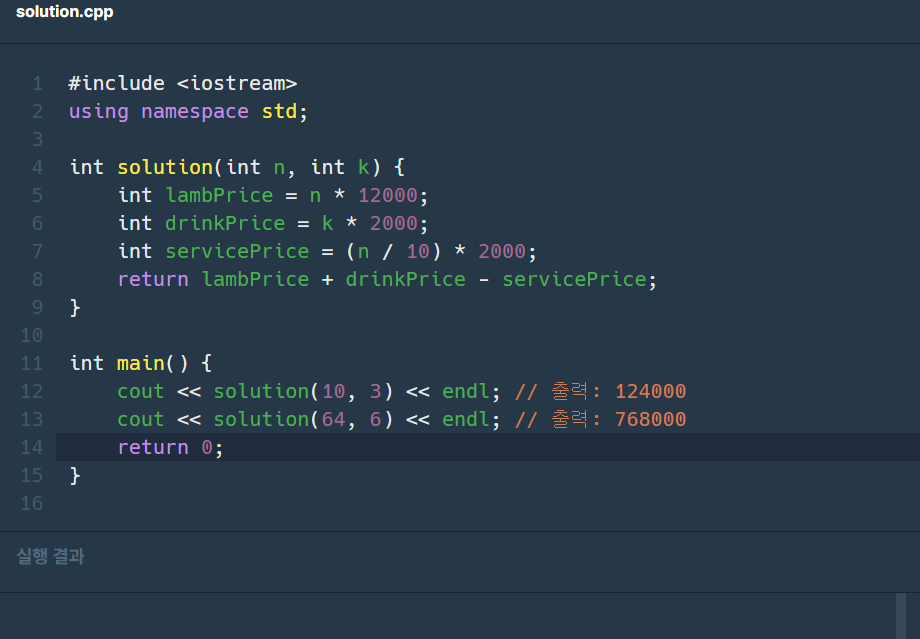 solution.cpp
1 #include <iostream>
2 using namespace std;
3
4 int solution(int n, int k) {
5     int lambPrice = n * 12000;
6     int drinkPrice = k * 2000;
7     int servicePrice = (n / 10) * 2000;
8     return lambPrice + drinkPrice - servicePrice;
9 }
10
11 int main() {
12     cout << solution(10, 3) << endl; // 출력: 124000
13     cout << solution(64, 6) << endl; // 출력: 768000
14     return 0;
15 }
16
실행 결과